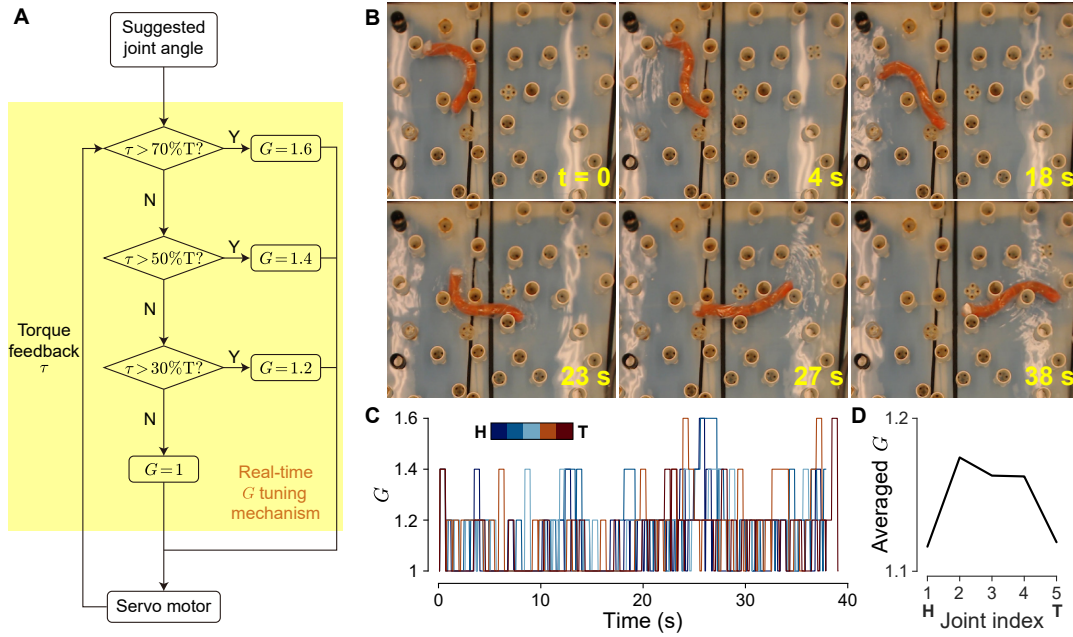 A
Suggested
joint angle
τ > 70%T?
Y
G = 1.6
N
τ > 50%T?
Y
G = 1.4
N
Torque
feedback
τ
τ > 30%T?
Y
G = 1.2
N
G = 1
Real-time
G tuning
mechanism
Servo motor
B
t = 0
4 s
18 s
23 s
27 s
38 s
C
H
T
1.6
1.4
1.2
1
G
0
10
20
30
40
Time (s)
D
1.2
1.1
Averaged G
1
2
3
4
5
H
T
Joint index